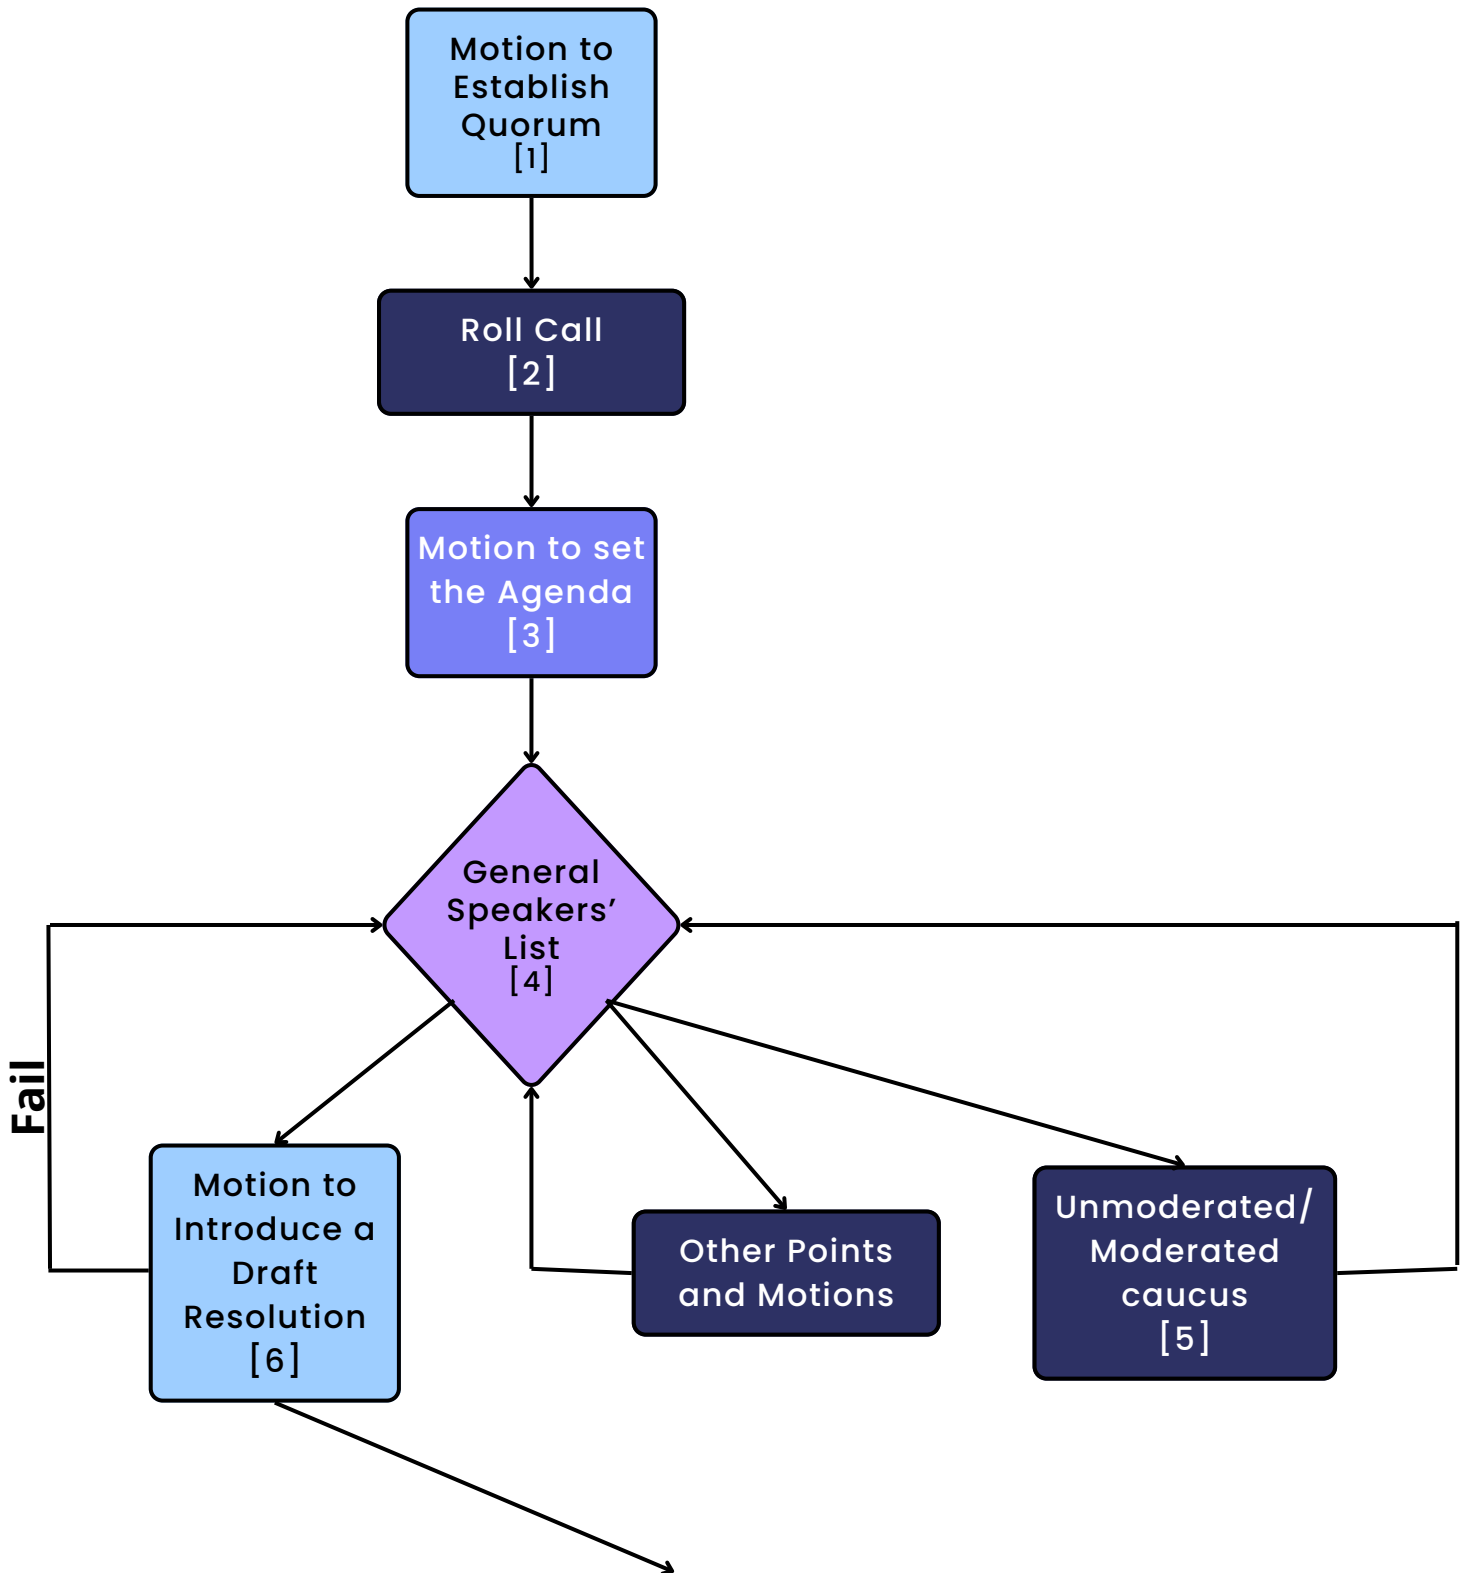 Motion to
Establish
Quorum
[1]
Roll Call
[2]
Motion to set
the Agenda
[3]
General
Speakers’
List
[4]
Fail
Motion to
Introduce a
Draft
Resolution
[6]
Other Points
and Motions
Unmoderated/
Moderated
caucus
[5]